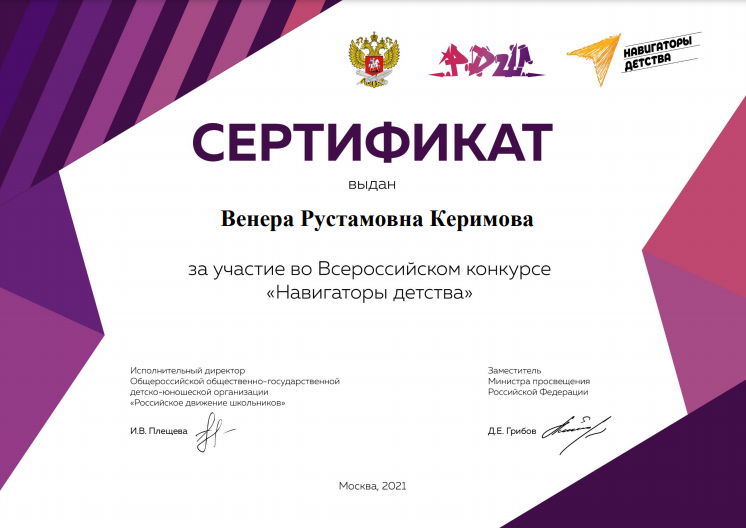 РДШ
НАВИГАТОРЫ
ДЕТСТВА
СЕРТИФИКАТ
выдан
Венера Рустамовна Керимова
за участие во Всероссийском конкурсе
«Навигаторы детства»
Исполнительный директор
Общероссийской общественно-государственной
детско-юношеской организации
«Российское движение школьников»
И.В. Плещева
Заместитель
Министра просвещения
Российской Федерации
Д.Е. Грибов
Москва, 2021